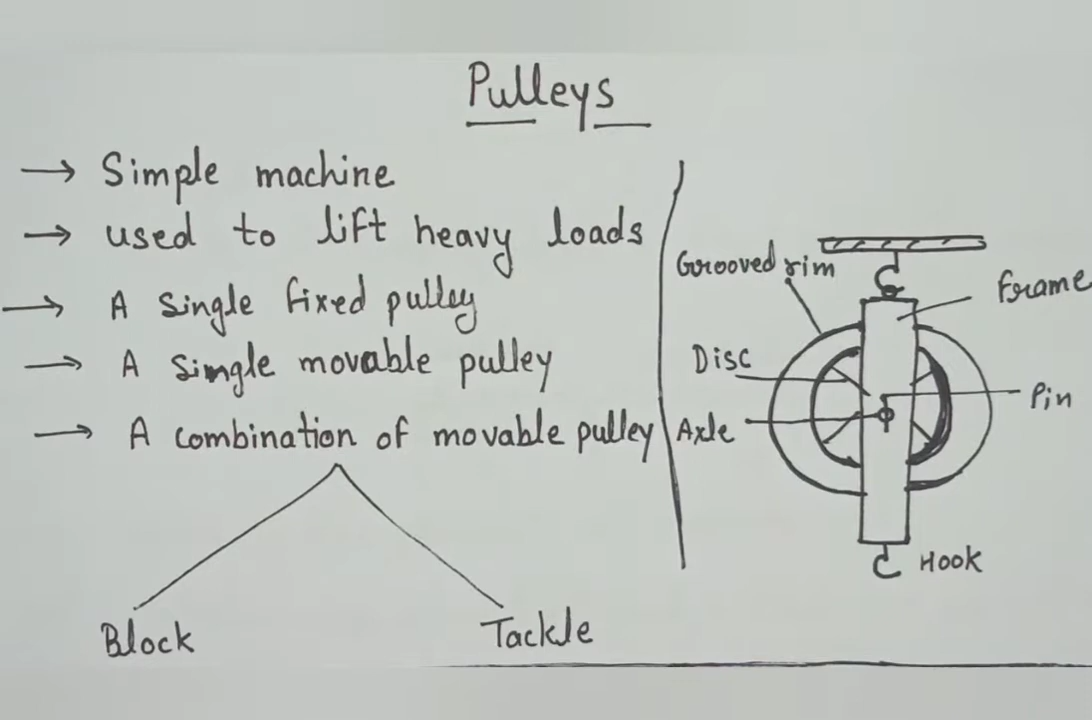 Pulleys
→ Simple machine
→ used to lift heavy loads
→ A single fixed pulley
→ A simgle movable pulley
→ A combination of movable pulley
Block
Tackle
Grooved rim
Frame
Disc
Pin
Axle
Hook